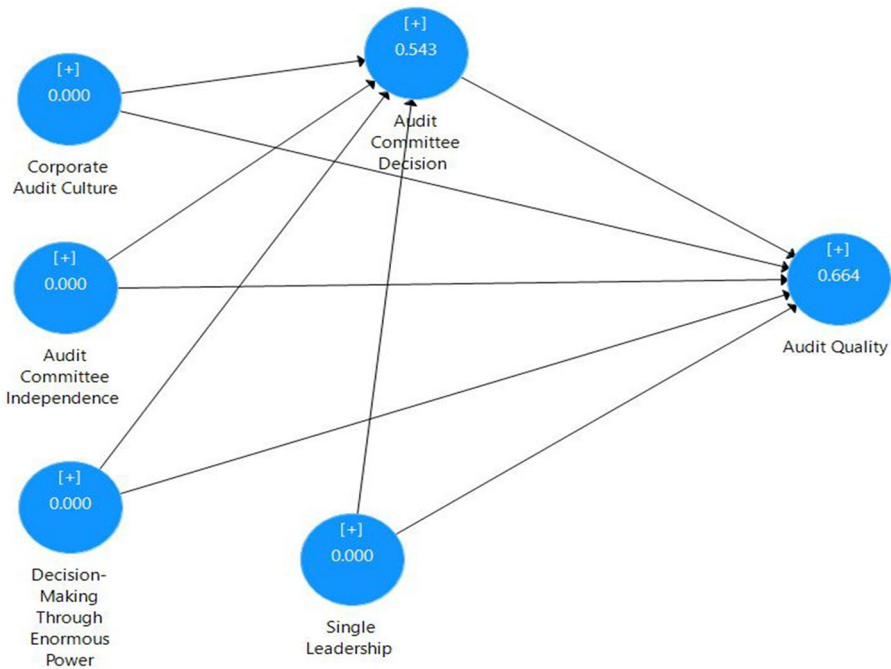 [+]
0.543
Audit
Committee
Decision
[+]
0.000
Corporate
Audit Culture
[+]
0.000
Audit
Committee
Independence
[+]
0.664
Audit Quality
[+]
0.000
Decision-
Making
Through
Enormous
Power
[+]
0.000
Single
Leadership